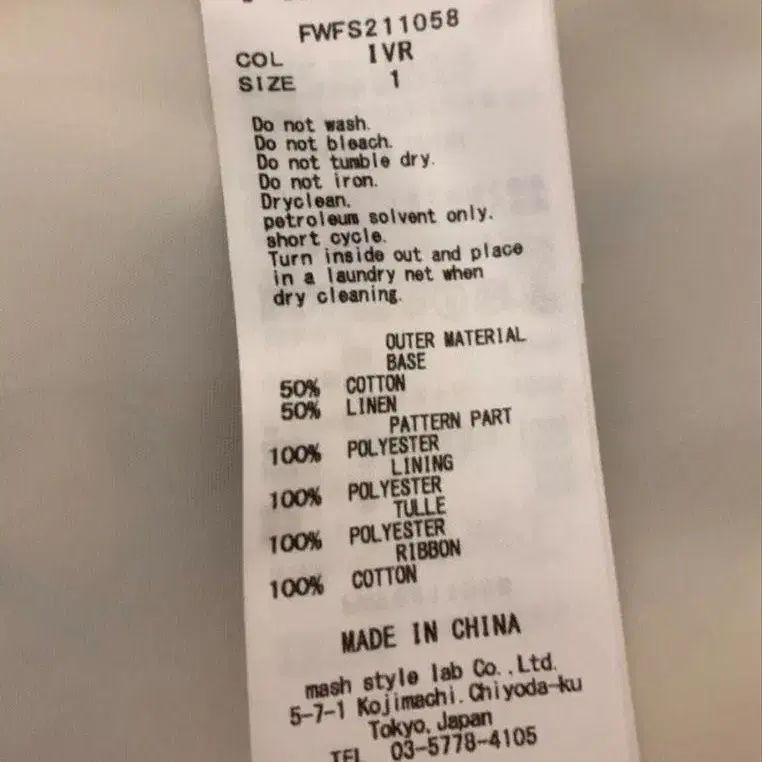 FWFS211058
COL IVR
SIZE 1
Do not wash.
Do not bleach.
Do not tumble dry.
Do not iron.
Dryclean.
petroleum solvent only.
short cycle.
Turn inside out and place
in a laundry net when
dry cleaning.
OUTER MATERIAL
BASE
50% COTTON
50% LINEN
PATTERN PART
100% POLYESTER
LINING
100% POLYESTER
TULLE
100% POLYESTER
RIBBON
100% COTTON
MADE IN CHINA
mash style lab Co.,Ltd.
5-7-1 Kojimachi.Chiyoda-ku
Tokyo,Japan
TEL 03-5778-4105